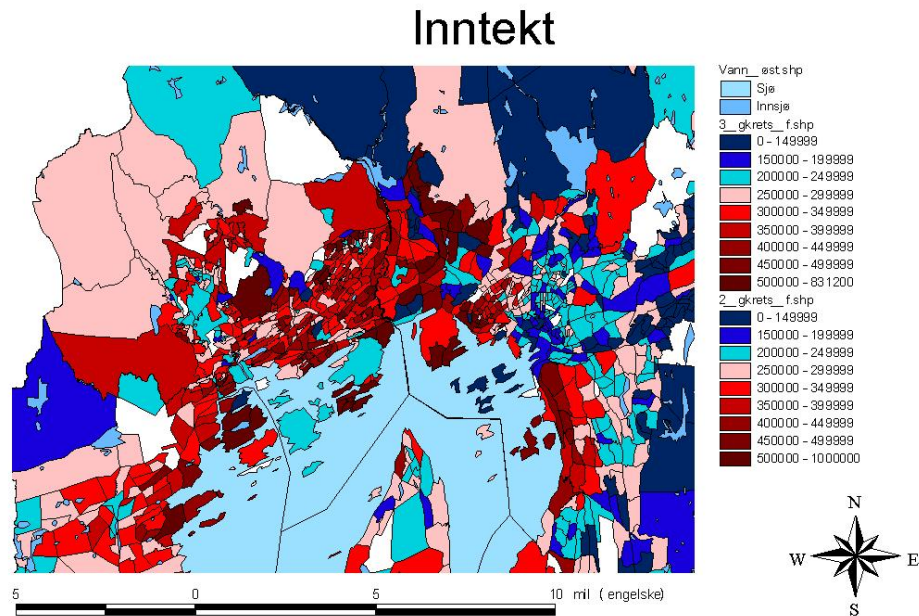 Inntekt
Vann__øst.shp
Sjø
Innsjø
3__gkrets__f.shp
0 - 149999
150000 - 199999
200000 - 249999
250000 - 299999
300000 - 349999
350000 - 399999
400000 - 449999
450000 - 499999
500000 - 831200
2__gkrets__f.shp
0 - 149999
150000 - 199999
200000 - 249999
250000 - 299999
300000 - 349999
350000 - 399999
400000 - 449999
450000 - 499999
500000 - 1000000
N
W E
S
5 0 5 10 mil (engelske)